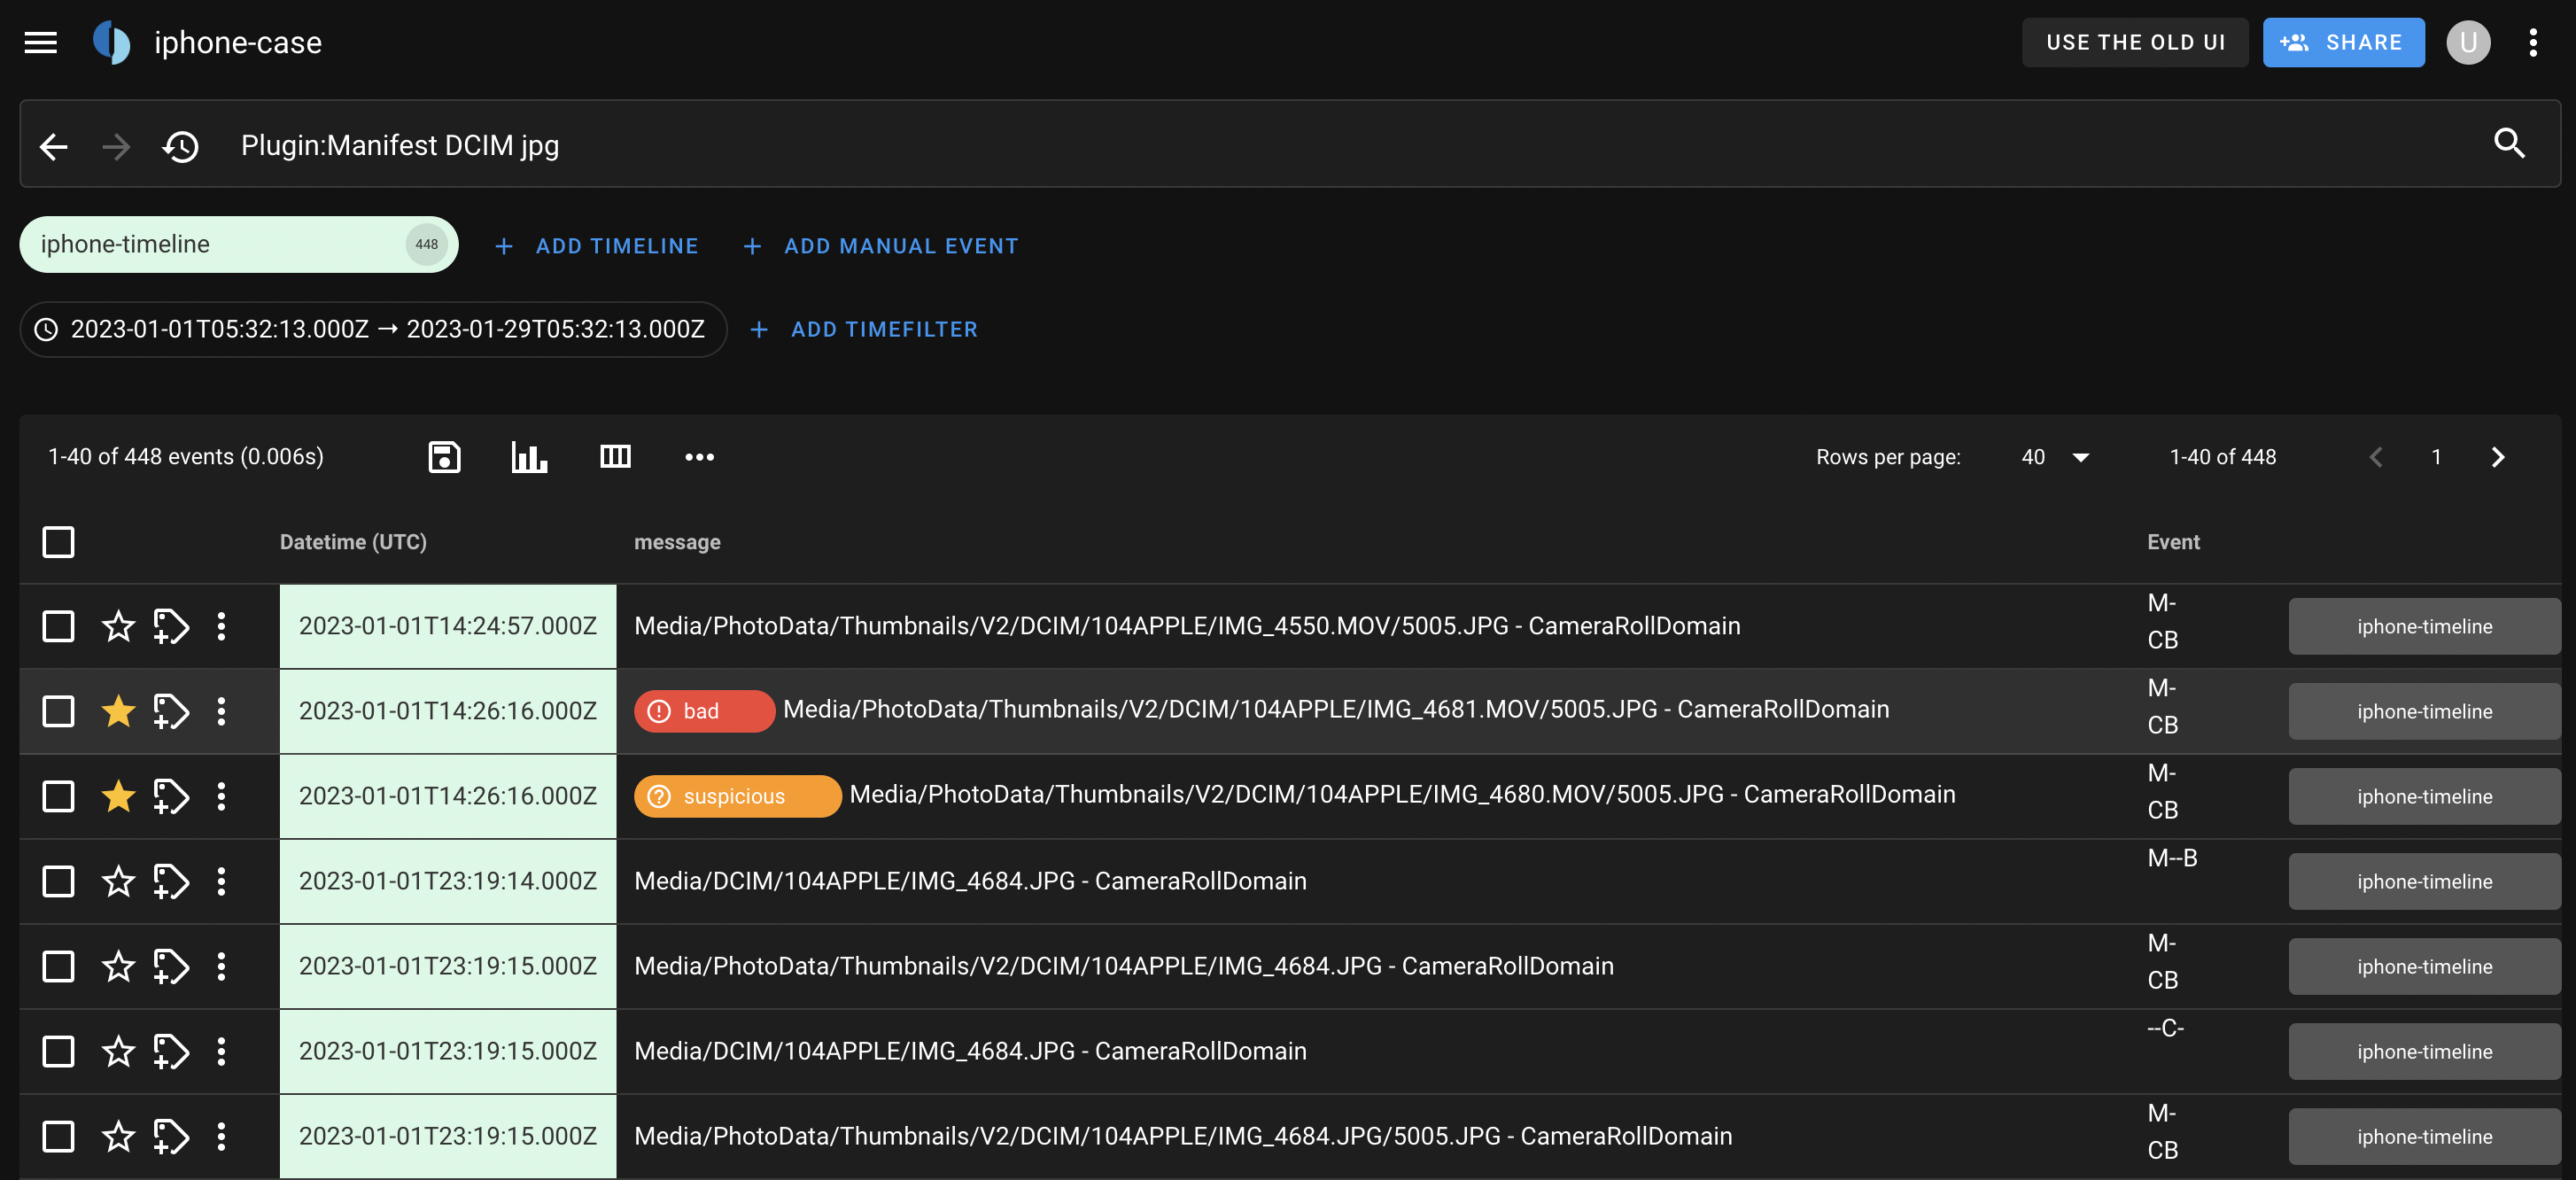 iphone-case
USE THE OLD UI
SHARE
U
Plugin:Manifest DCIM jpg
iphone-timeline 448
ADD TIMELINE
ADD MANUAL EVENT
2023-01-01T05:32:13.000Z → 2023-01-29T05:32:13.000Z
ADD TIMEFILTER
1-40 of 448 events (0.006s)
Rows per page: 40
1-40 of 448
1
Datetime (UTC) message Event
2023-01-01T14:24:57.000Z Media/PhotoData/Thumbnails/V2/DCIM/104APPLE/IMG_4550.MOV/5005.JPG - CameraRollDomain
M-
CB
iphone-timeline
2023-01-01T14:26:16.000Z bad Media/PhotoData/Thumbnails/V2/DCIM/104APPLE/IMG_4681.MOV/5005.JPG - CameraRollDomain
M-
CB
iphone-timeline
2023-01-01T14:26:16.000Z suspicious Media/PhotoData/Thumbnails/V2/DCIM/104APPLE/IMG_4680.MOV/5005.JPG - CameraRollDomain
M-
CB
iphone-timeline
2023-01-01T23:19:14.000Z Media/DCIM/104APPLE/IMG_4684.JPG - CameraRollDomain
M--B
iphone-timeline
2023-01-01T23:19:15.000Z Media/PhotoData/Thumbnails/V2/DCIM/104APPLE/IMG_4684.JPG - CameraRollDomain
M-
CB
iphone-timeline
2023-01-01T23:19:15.000Z Media/DCIM/104APPLE/IMG_4684.JPG - CameraRollDomain
--C-
iphone-timeline
2023-01-01T23:19:15.000Z Media/PhotoData/Thumbnails/V2/DCIM/104APPLE/IMG_4684.JPG/5005.JPG - CameraRollDomain
M-
CB
iphone-timeline